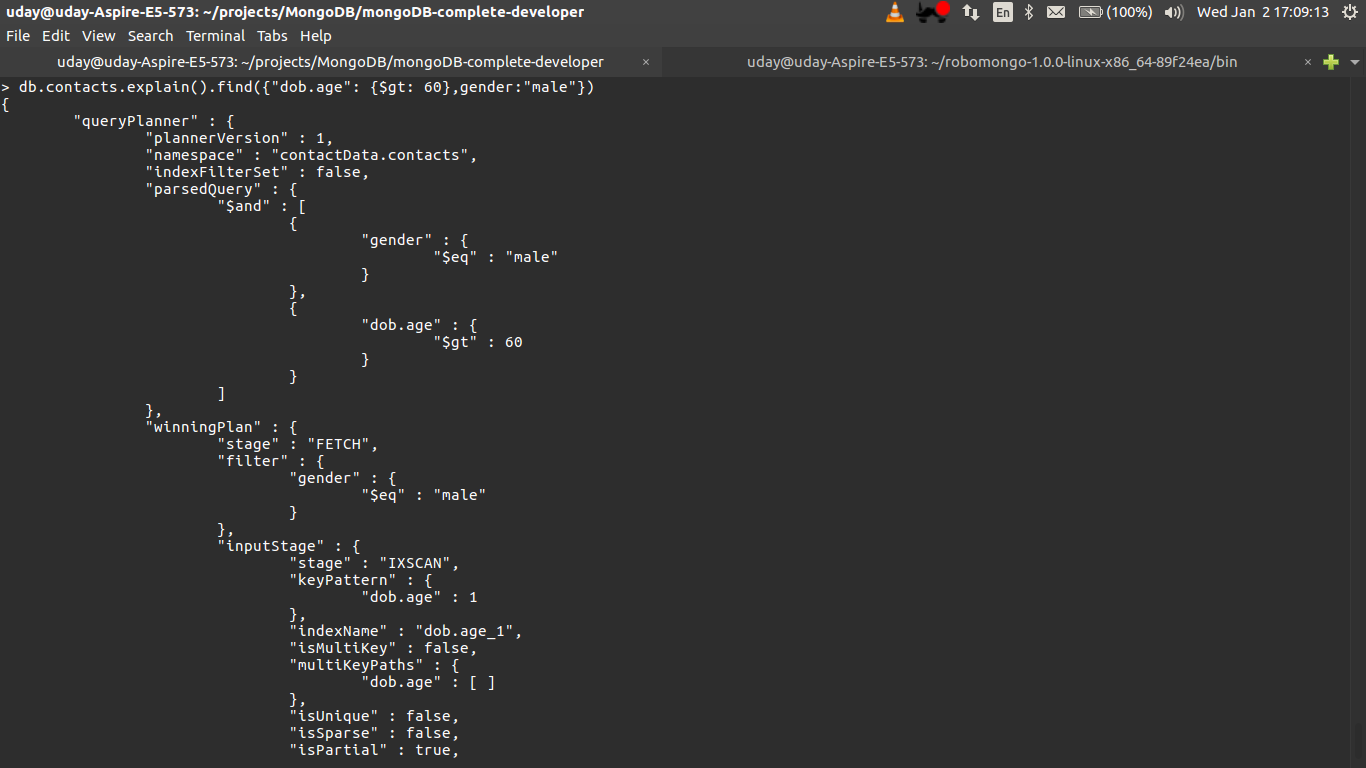 uday@uday-Aspire-E5-573: ~/projects/MongoDB/mongoDB-complete-developer
En
(100%)
Wed Jan 2 17:09:13
File Edit View Search Terminal Tabs Help
uday@uday-Aspire-E5-573: ~/projects/MongoDB/mongoDB-complete-developer ×
uday@uday-Aspire-E5-573: ~/robomongo-1.0.0-linux-x86_64-89f24ea/bin ×
> db.contacts.explain().find({"dob.age": {$gt: 60},gender:"male"})
{
"queryPlanner" : {
"plannerVersion" : 1,
"namespace" : "contactData.contacts",
"indexFilterSet" : false,
"parsedQuery" : {
"$and" : [
{
"gender" : {
"$eq" : "male"
}
},
{
"dob.age" : {
"$gt" : 60
}
}
]
},
"winningPlan" : {
"stage" : "FETCH",
"filter" : {
"gender" : {
"$eq" : "male"
}
},
"inputStage" : {
"stage" : "IXSCAN",
"keyPattern" : {
"dob.age" : 1
},
"indexName" : "dob.age_1",
"isMultiKey" : false,
"multiKeyPaths" : {
"dob.age" : [ ]
},
"isUnique" : false,
"isSparse" : false,
"isPartial" : true,